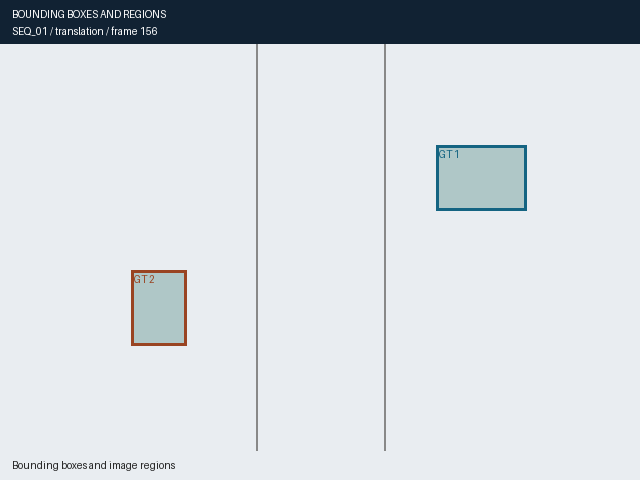 BOUNDING BOXES AND REGIONS
SEQ_01 / translation / frame 156
GT1
GT2
Bounding boxes and image regions